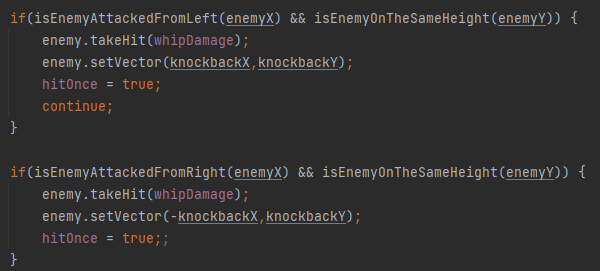 if(isEnemyAttackedFromLeft(enemyX) && isEnemyOnTheSameHeight(enemyY)) {
enemy.takeHit(whipDamage);
enemy.setVector(knockbackX,knockbackY);
hitOnce = true;
continue;
}
if(isEnemyAttackedFromRight(enemyX) && isEnemyOnTheSameHeight(enemyY)) {
enemy.takeHit(whipDamage);
enemy.setVector(-knockbackX,knockbackY);
hitOnce = true;;
}